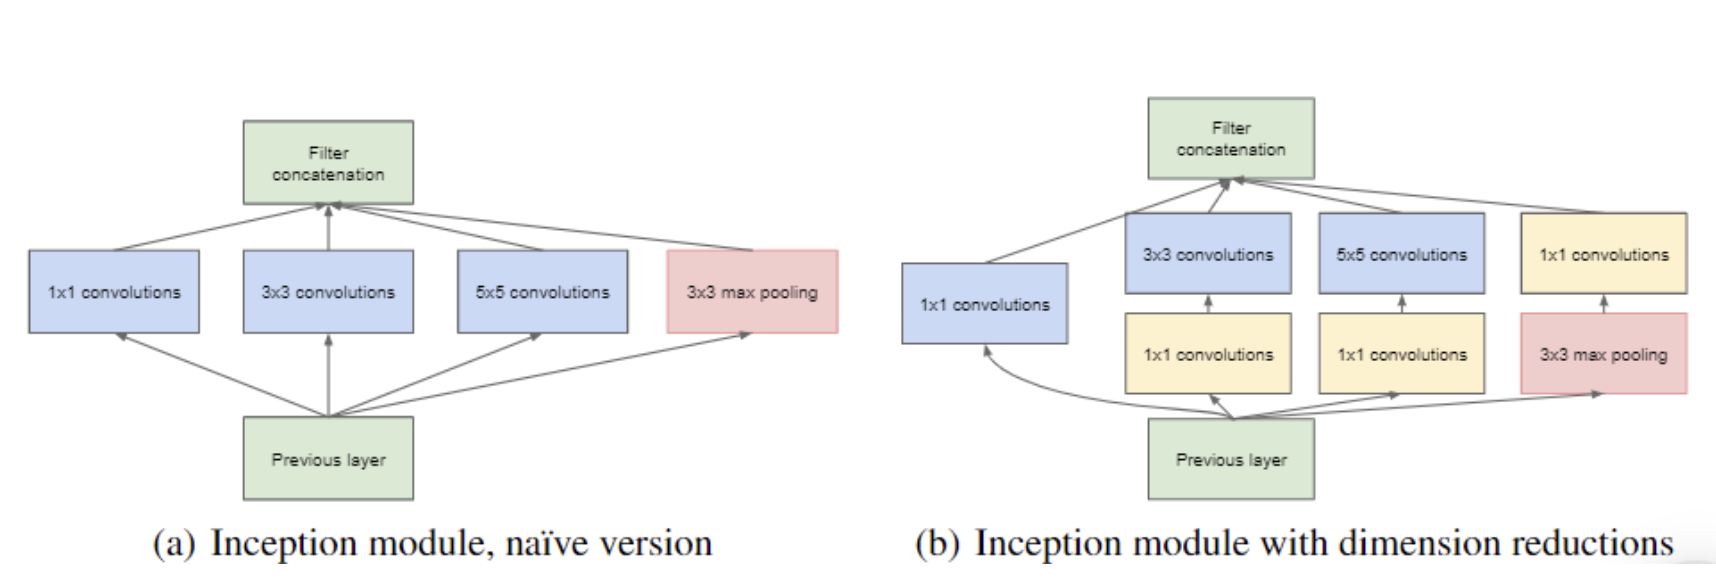 Filter
concatenation
1x1 convolutions
3x3 convolutions
5x5 convolutions
3x3 max pooling
Previous layer
(a) Inception module, naïve version
Filter
concatenation
3x3 convolutions
5x5 convolutions
1x1 convolutions
1x1 convolutions
1x1 convolutions
1x1 convolutions
3x3 max pooling
Previous layer
(b) Inception module with dimension reductions